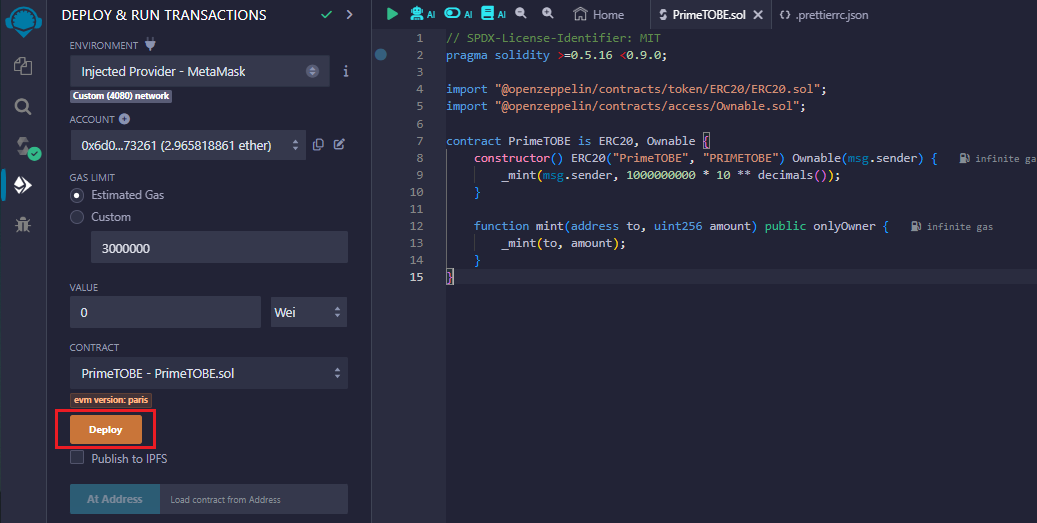 DEPLOY & RUN TRANSACTIONS
ENVIRONMENT
Injected Provider - MetaMask
Custom (4080) network
ACCOUNT
0x6d0...73261 (2.965818861 ether)
GAS LIMIT
Estimated Gas
Custom
3000000
VALUE
0
Wei
CONTRACT
PrimeTOBE - PrimeTOBE.sol
evm version: paris
Deploy
Publish to IPFS
At Address
Load contract from Address
AI
AI
AI
Home
PrimeTOBE.sol
.prettierrc.json
1 // SPDX-License-Identifier: MIT
2 pragma solidity >=0.5.16 <0.9.0;
3
4 import "@openzeppelin/contracts/token/ERC20/ERC20.sol";
5 import "@openzeppelin/contracts/access/Ownable.sol";
6
7 contract PrimeTOBE is ERC20, Ownable {
8 constructor() ERC20("PrimeTOBE", "PRIMETOBE") Ownable(msg.sender) { infinite ga
9 _mint(msg.sender, 1000000000 * 10 ** decimals());
10 }
11
12 function mint(address to, uint256 amount) public onlyOwner { infinite gas
13 _mint(to, amount);
14 }
15 }